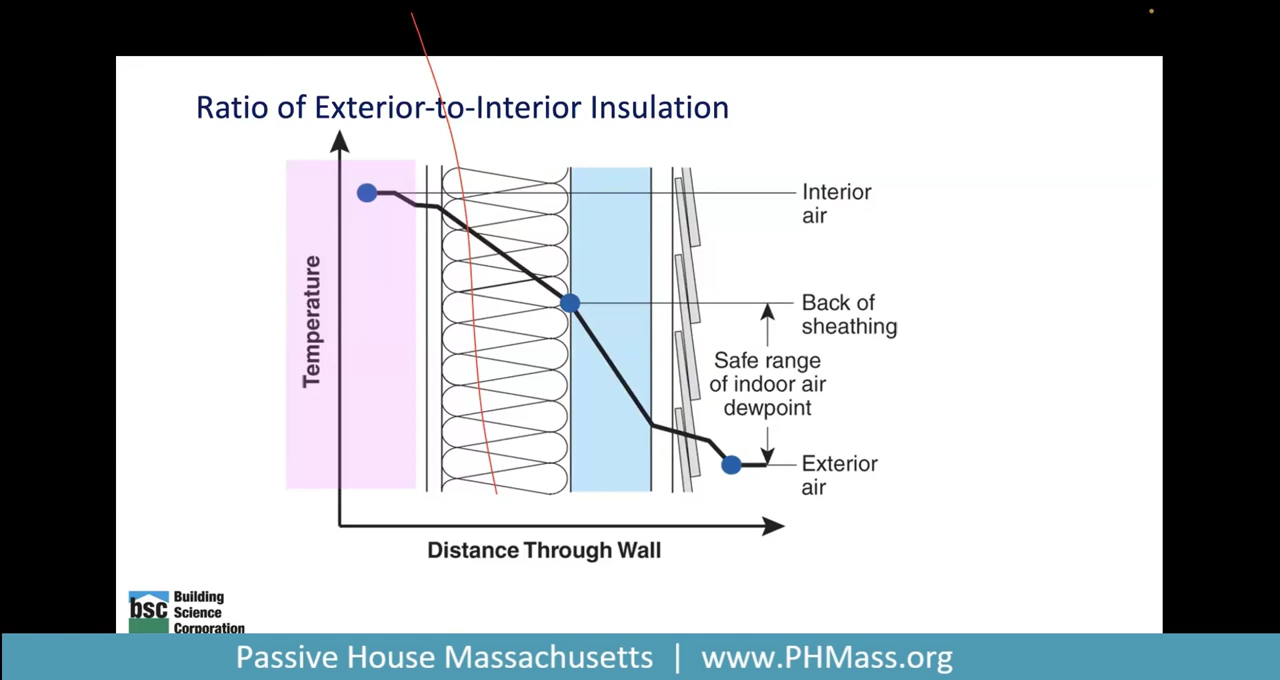 Ratio of Exterior-to-Interior Insulation
Temperature
Interior
air
Back of
sheathing
Safe range
of indoor air
dewpoint
Exterior
air
Distance Through Wall
bsc
Building
Science
Corporation
Passive House Massachusetts | www.PHMass.org